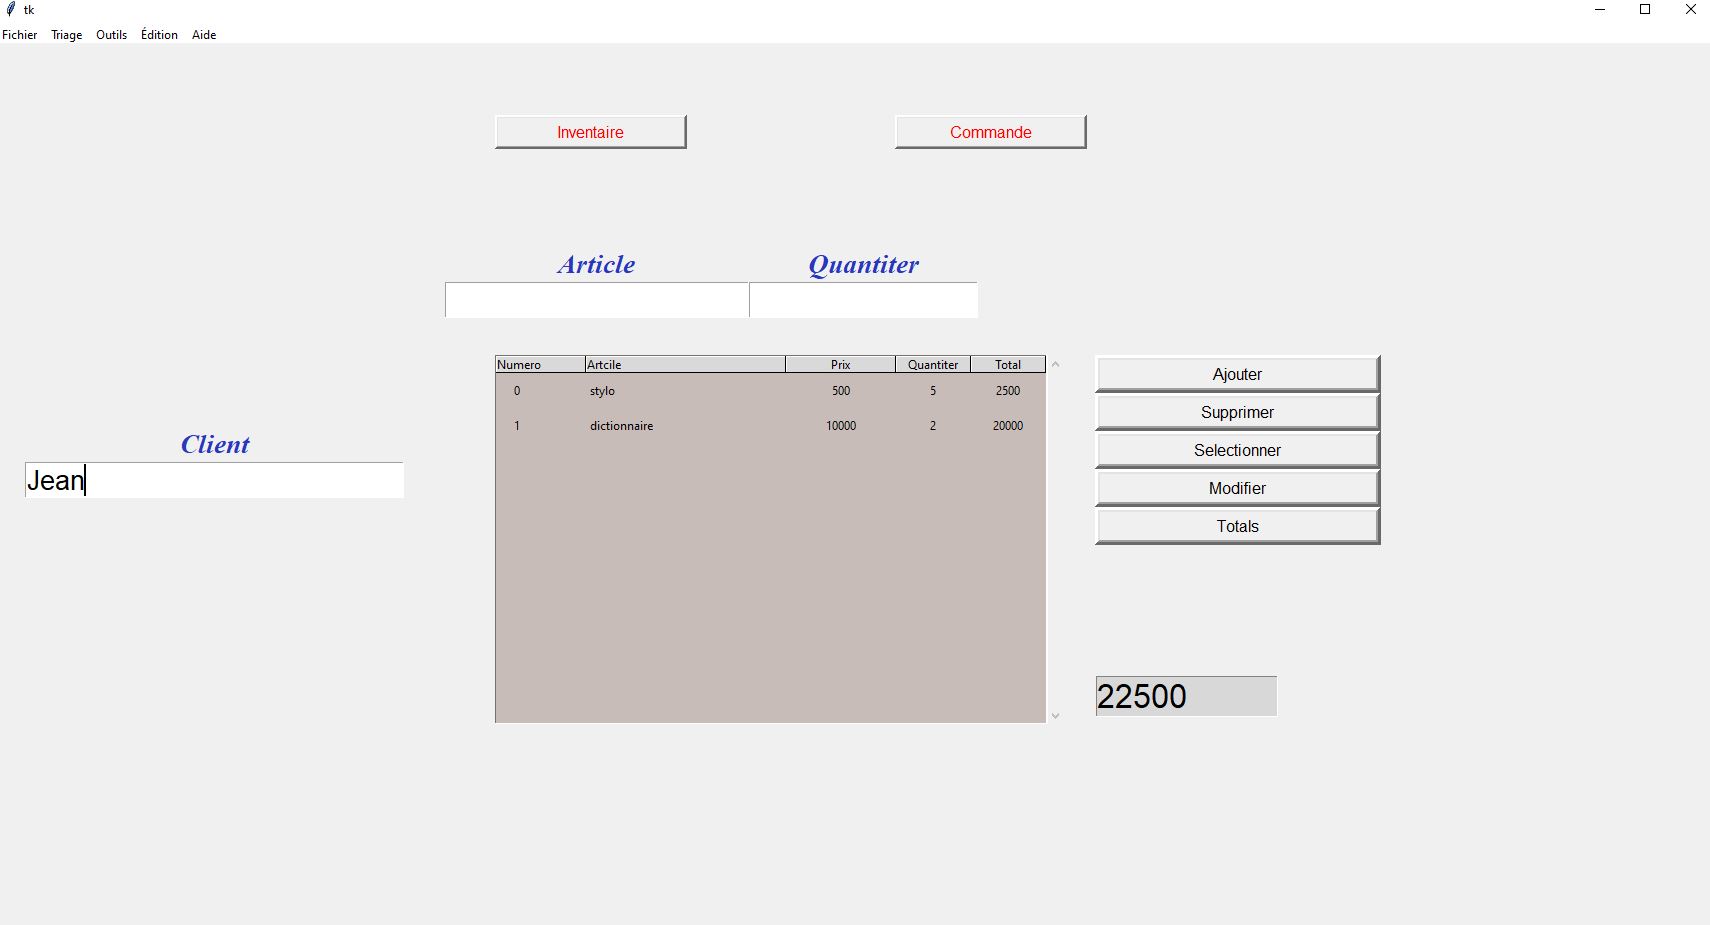 tk
Fichier Triage Outils Édition Aide
Inventaire Commande
Article Quantiter
Numero Artcile Prix Quantiter Total
0 stylo 500 5 2500
1 dictionnaire 10000 2 20000
Ajouter
Supprimer
Selectionner
Modifier
Totals
Client
Jean
22500